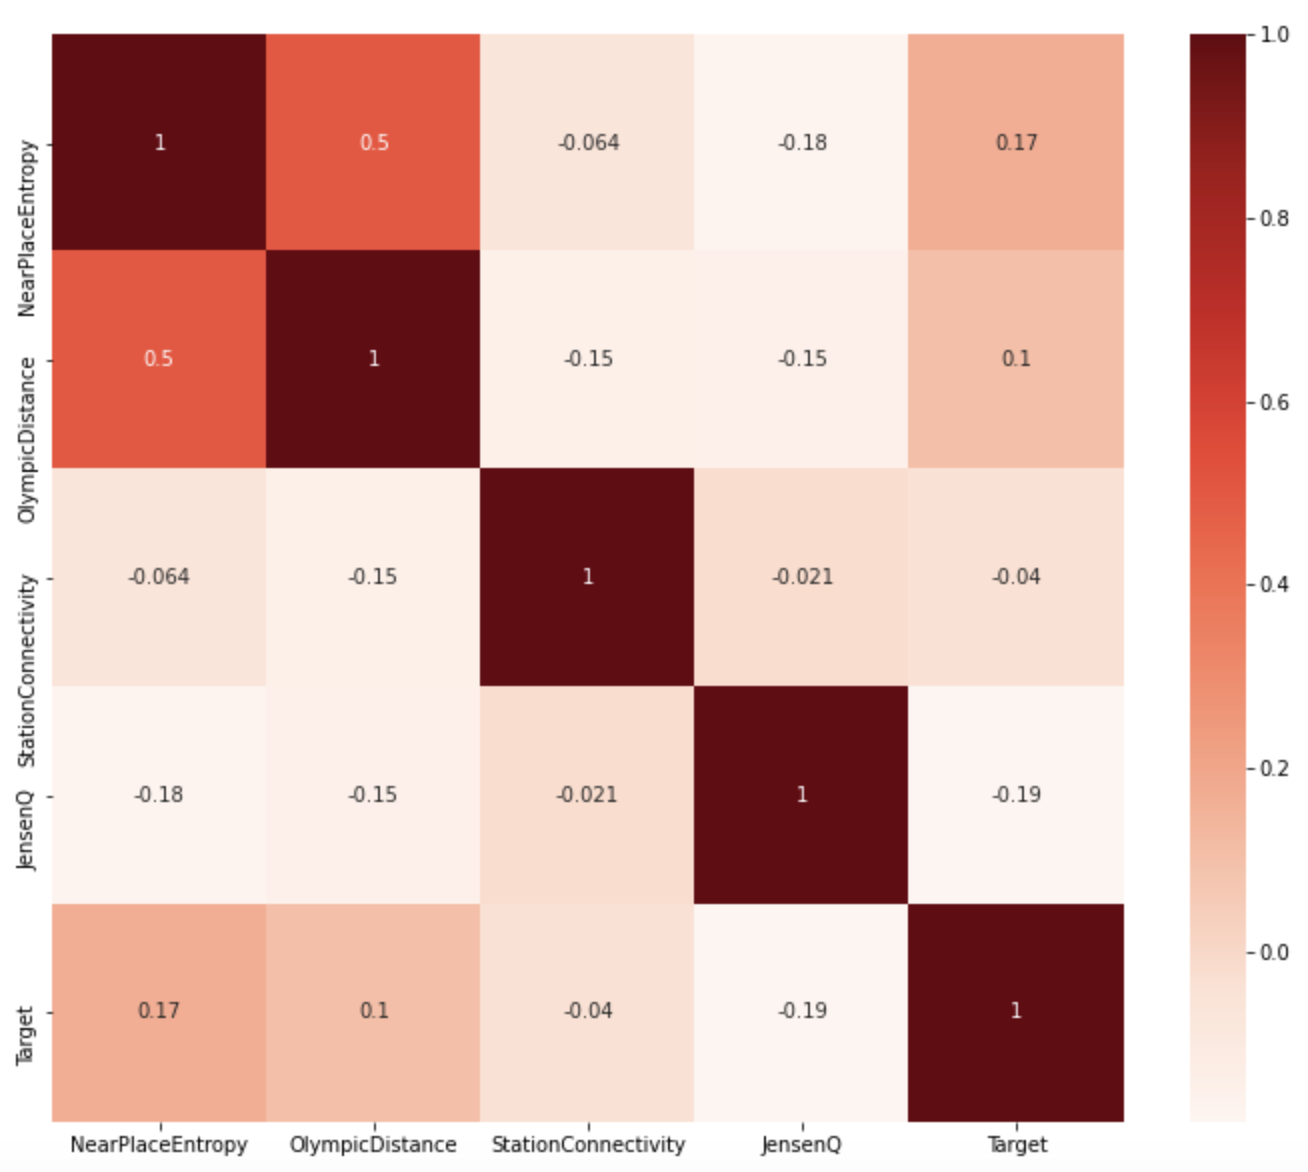 NearPlaceEntropy 1 0.5 -0.064 -0.18 0.17
OlympicDistance 0.5 1 -0.15 -0.15 0.1
StationConnectivity -0.064 -0.15 1 -0.021 -0.04
JensenQ -0.18 -0.15 -0.021 1 -0.19
Target 0.17 0.1 -0.04 -0.19 1
NearPlaceEntropy OlympicDistance StationConnectivity JensenQ Target
1.0
0.8
0.6
0.4
0.2
0.0